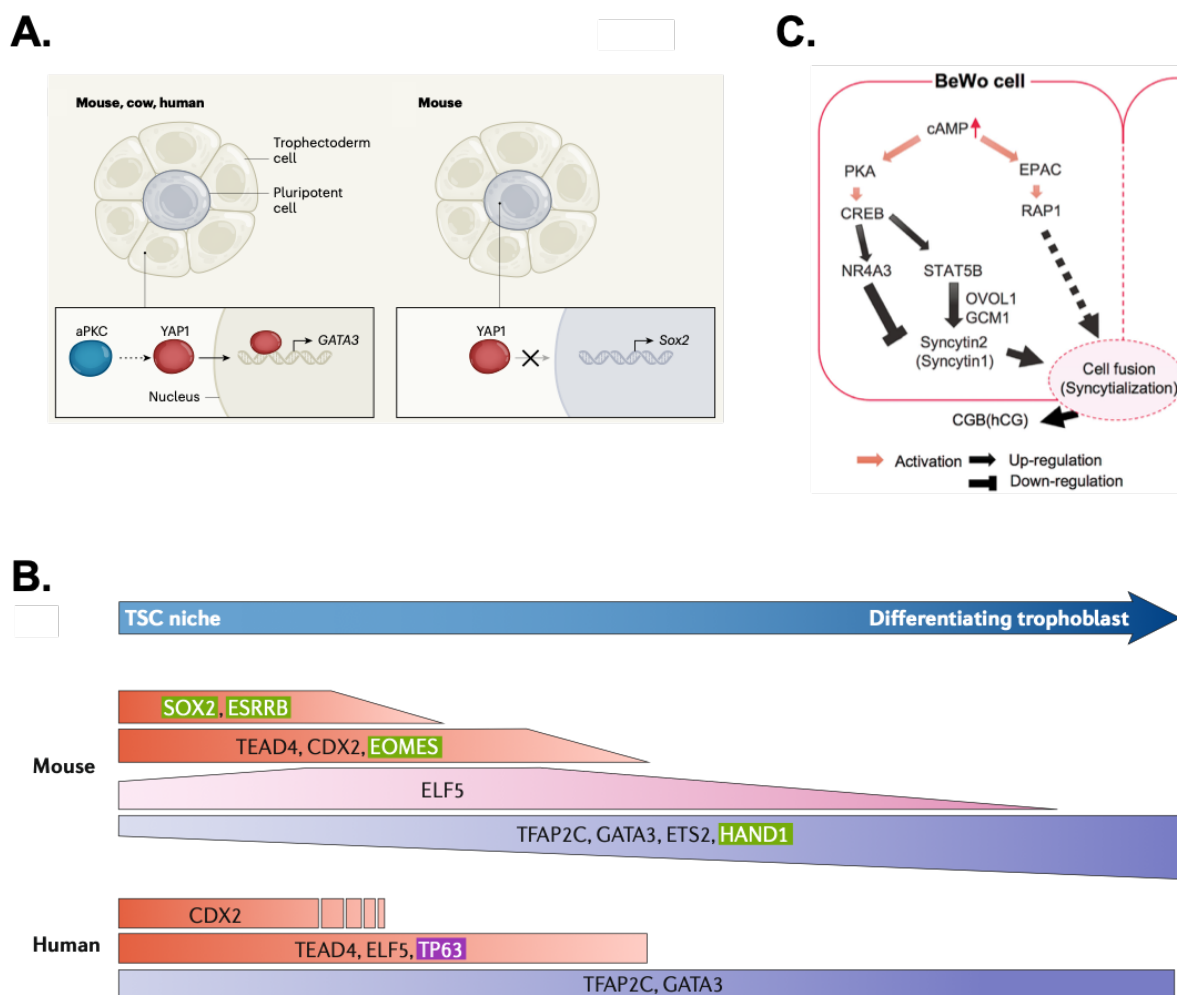 A.
Mouse, cow, human
Trophectoderm
cell
Pluripotent
cell
Mouse
aPKC
YAP1
GATA3
Nucleus
YAP1
Sox2
C.
BeWo cell
cAMP
PKA
EPAC
CREB
RAP1
NR4A3
STAT5B
OVOL1
GCM1
Syncytin2
(Syncytin1)
Cell fusion
(Syncytialization)
CGB(hCG)
Activation
Up-regulation
Down-regulation
B.
TSC niche
Differentiating trophoblast
Mouse
SOX2, ESRRB
TEAD4, CDX2, EOMES
ELF5
TFAP2C, GATA3, ETS2, HAND1
Human
CDX2
TEAD4, ELF5, TP63
TFAP2C, GATA3